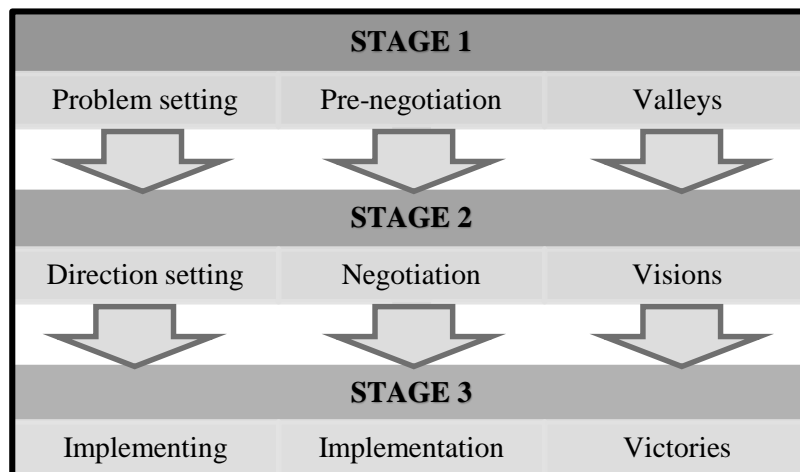 STAGE 1
Problem setting Pre-negotiation Valleys
STAGE 2
Direction setting Negotiation Visions
STAGE 3
Implementing Implementation Victories